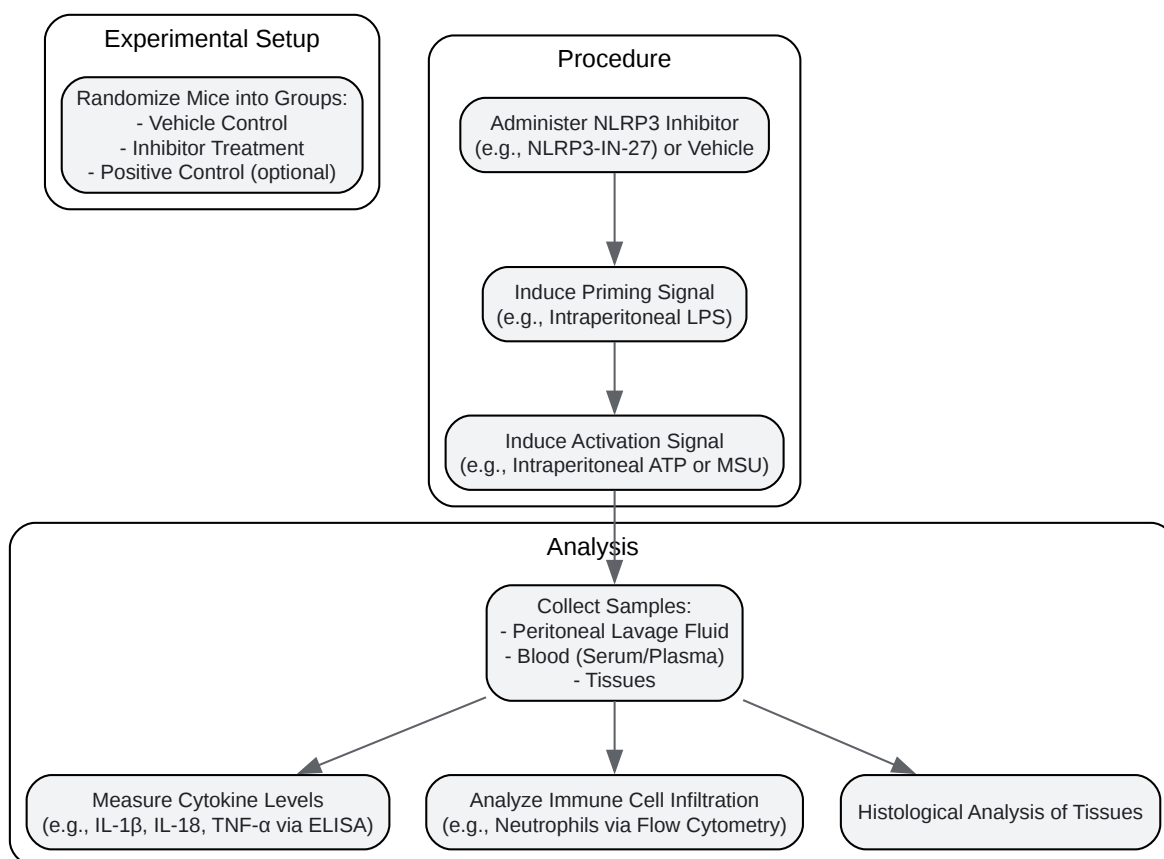 Experimental Setup
Randomize Mice into Groups:
- Vehicle Control
- Inhibitor Treatment
- Positive Control (optional)
Procedure
Administer NLRP3 Inhibitor
(e.g., NLRP3-IN-27) or Vehicle
Induce Priming Signal
(e.g., Intraperitoneal LPS)
Induce Activation Signal
(e.g., Intraperitoneal ATP or MSU)
Analysis
Collect Samples:
- Peritoneal Lavage Fluid
- Blood (Serum/Plasma)
- Tissues
Measure Cytokine Levels
(e.g., IL-1β, IL-18, TNF-α via ELISA)
Analyze Immune Cell Infiltration
(e.g., Neutrophils via Flow Cytometry)
Histological Analysis of Tissues